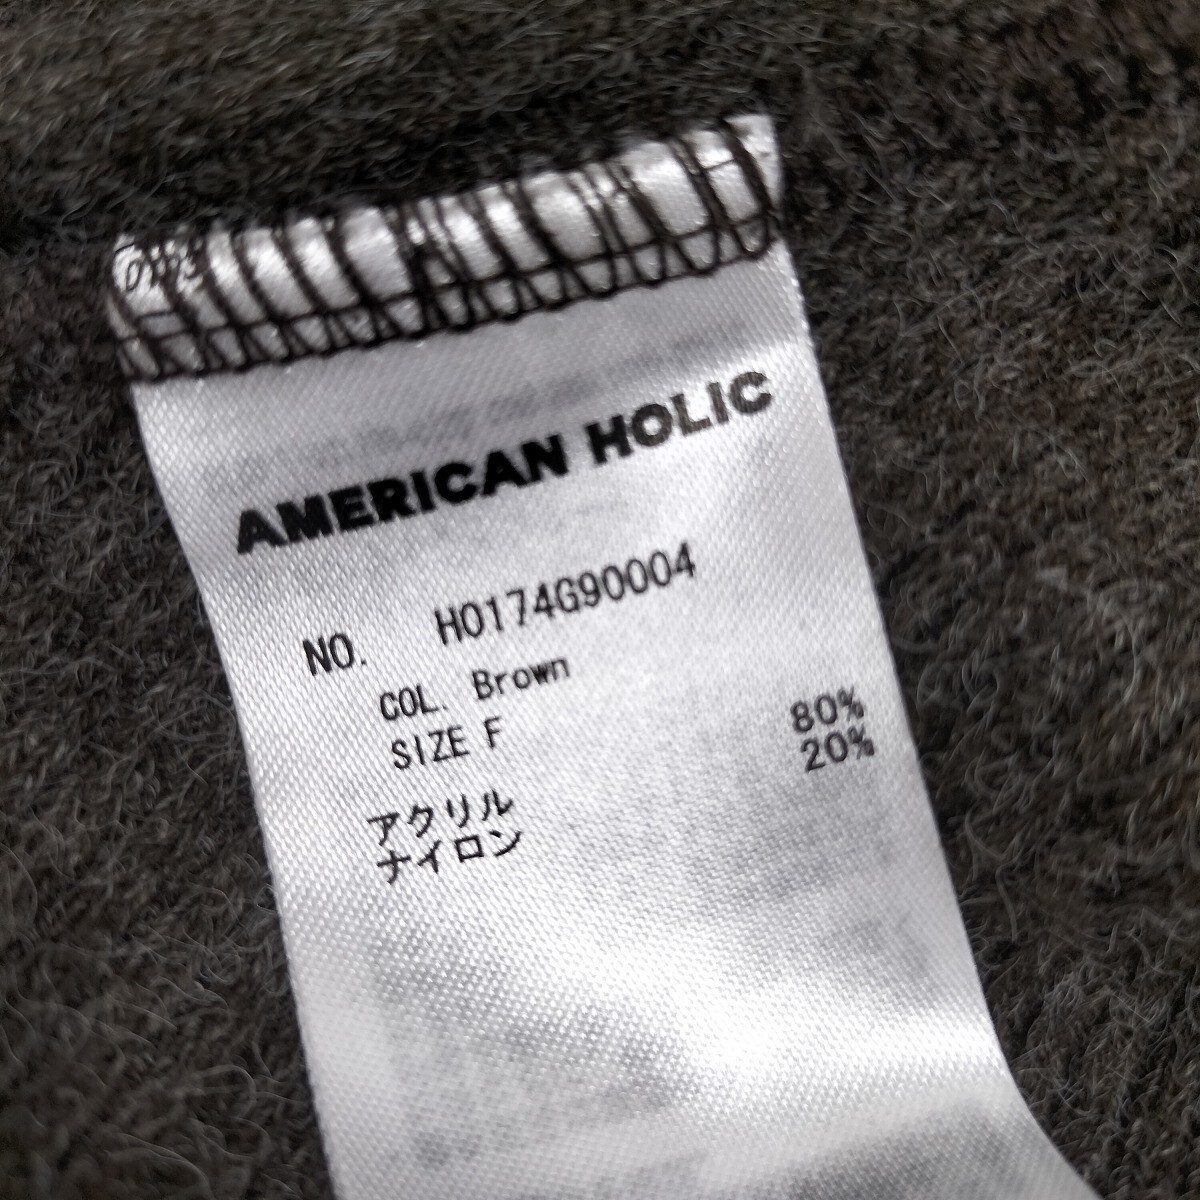 AMERICAN HOLIC
NO. H0174G90004
COL. Brown
SIZE F
アクリル 80%
ナイロン 20%